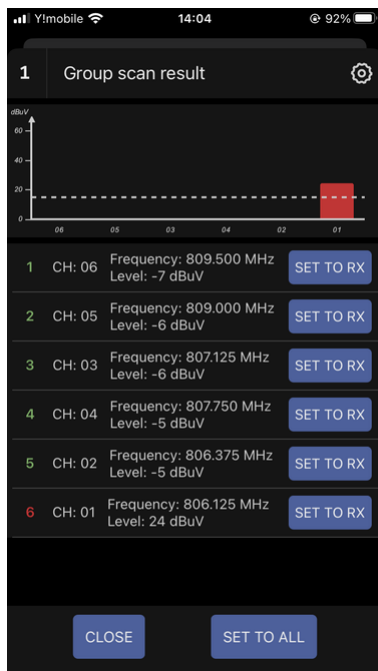 Y!mobile 14:04 92%
1 Group scan result
dBuV
60
40
20
0
06 05 03 04 02 01
1 CH: 06 Frequency: 809.500 MHz SET TO RX
Level: -7 dBuV
2 CH: 05 Frequency: 809.000 MHz SET TO RX
Level: -6 dBuV
3 CH: 03 Frequency: 807.125 MHz SET TO RX
Level: -6 dBuV
4 CH: 04 Frequency: 807.750 MHz SET TO RX
Level: -5 dBuV
5 CH: 02 Frequency: 806.375 MHz SET TO RX
Level: -5 dBuV
6 CH: 01 Frequency: 806.125 MHz SET TO RX
Level: 24 dBuV
CLOSE SET TO ALL